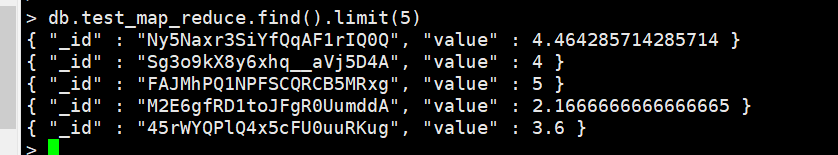 > db.test_map_reduce.find().limit(5)
{ "_id" : "Ny5Naxr3SiYfQqAF1rIQ0Q", "value" : 4.464285714285714 }
{ "_id" : "Sg3o9kX8y6xhq__aVj5D4A", "value" : 4 }
{ "_id" : "FAJMhPQ1NPFSCQRCB5MRxg", "value" : 5 }
{ "_id" : "M2E6gfRD1toJFgR0UumddA", "value" : 2.1666666666666665 }
{ "_id" : "45rWYQPlQ4x5cFU0uuRKug", "value" : 3.6 }
>